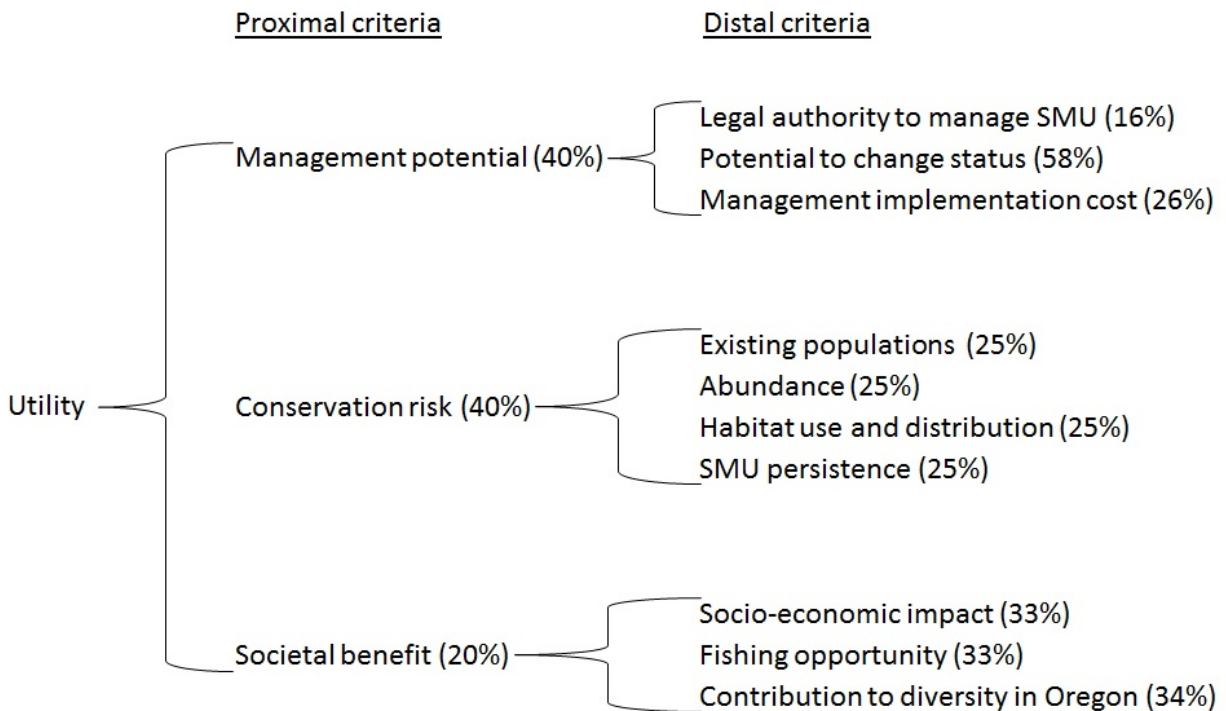 Proximal criteria
Distal criteria
Legal authority to manage SMU (16%)
Management potential (40%)
Potential to change status (58%)
Management implementation cost (26%)
Existing populations (25%)
Abundance (25%)
Utility
Conservation risk (40%)
Habitat use and distribution (25%)
SMU persistence (25%)
Socio-economic impact (33%)
Societal benefit (20%)
Fishing opportunity (33%)
Contribution to diversity in Oregon (34%)